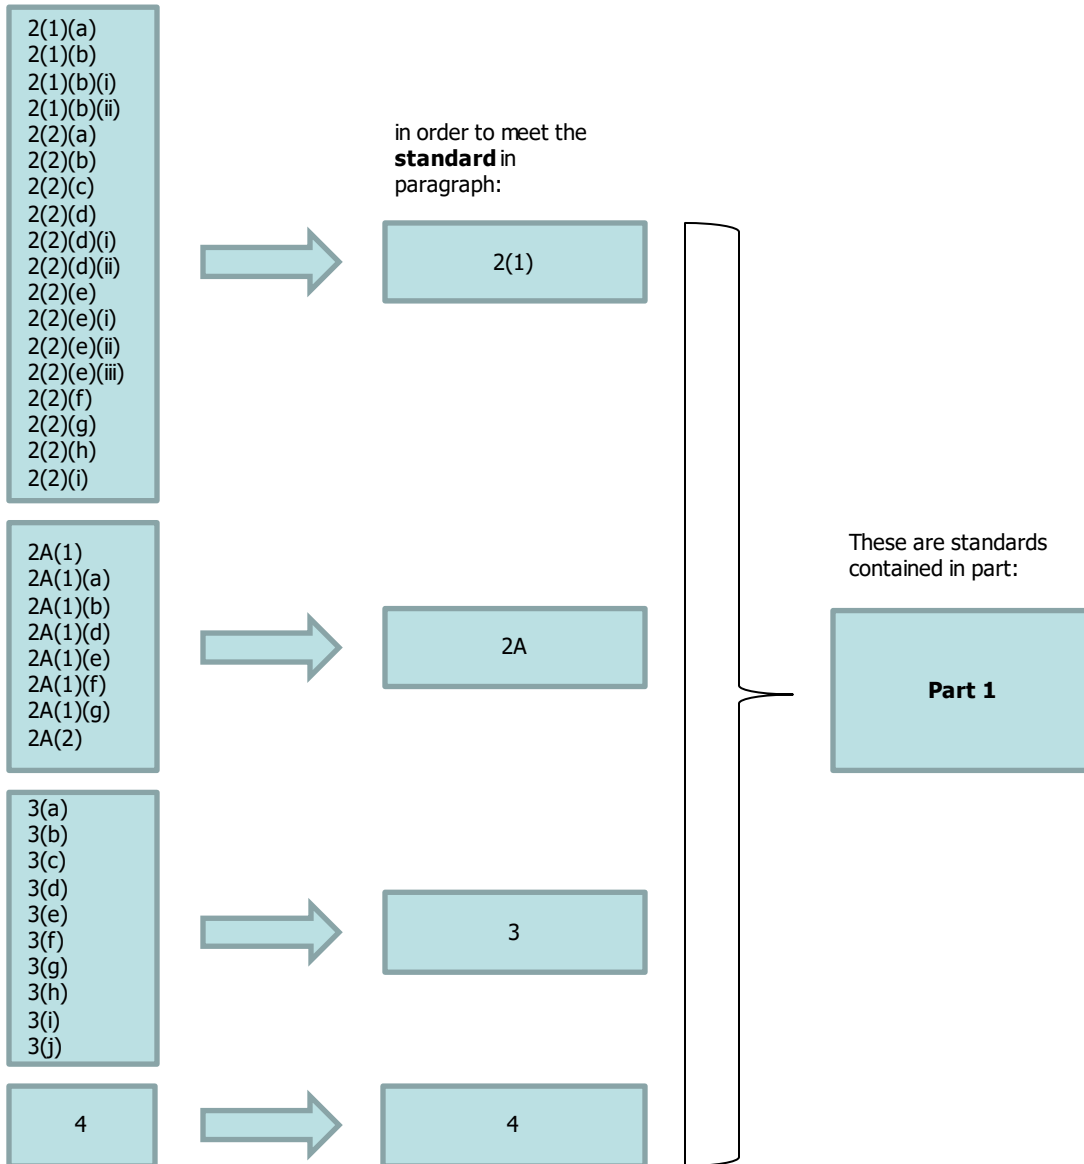 2(1)(a)
2(1)(b)
2(1)(b)(i)
2(1)(b)(ii)
2(2)(a)
2(2)(b)
2(2)(c)
2(2)(d)
2(2)(d)(i)
2(2)(d)(ii)
2(2)(e)
2(2)(e)(i)
2(2)(e)(ii)
2(2)(e)(iii)
2(2)(f)
2(2)(g)
2(2)(h)
2(2)(i)
in order to meet the
standard in
paragraph:
2(1)
2A(1)
2A(1)(a)
2A(1)(b)
2A(1)(d)
2A(1)(e)
2A(1)(f)
2A(1)(g)
2A(2)
2A
These are standards
contained in part:
Part 1
3(a)
3(b)
3(c)
3(d)
3(e)
3(f)
3(g)
3(h)
3(i)
3(j)
3
4
4